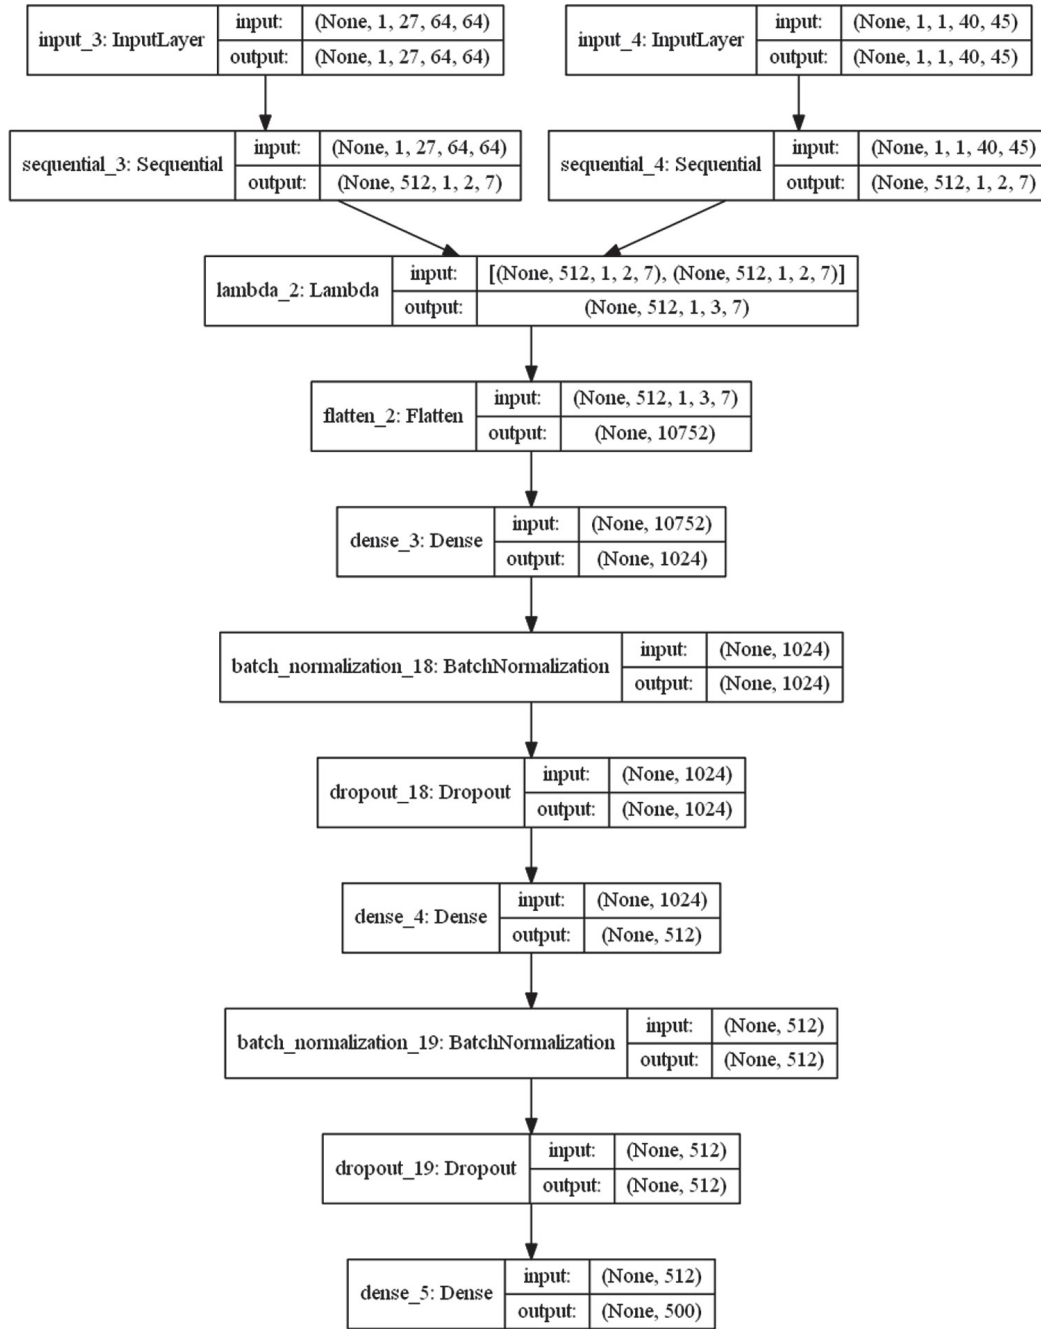 input_3: InputLayer
input: (None, 1, 27, 64, 64)
output: (None, 1, 27, 64, 64)
input_4: InputLayer
input: (None, 1, 1, 40, 45)
output: (None, 1, 1, 40, 45)
sequential_3: Sequential
input: (None, 1, 27, 64, 64)
output: (None, 512, 1, 2, 7)
sequential_4: Sequential
input: (None, 1, 1, 40, 45)
output: (None, 512, 1, 2, 7)
lambda_2: Lambda
input: [(None, 512, 1, 2, 7), (None, 512, 1, 2, 7)]
output: (None, 512, 1, 3, 7)
flatten_2: Flatten
input: (None, 512, 1, 3, 7)
output: (None, 10752)
dense_3: Dense
input: (None, 10752)
output: (None, 1024)
batch_normalization_18: BatchNormalization
input: (None, 1024)
output: (None, 1024)
dropout_18: Dropout
input: (None, 1024)
output: (None, 1024)
dense_4: Dense
input: (None, 1024)
output: (None, 512)
batch_normalization_19: BatchNormalization
input: (None, 512)
output: (None, 512)
dropout_19: Dropout
input: (None, 512)
output: (None, 512)
dense_5: Dense
input: (None, 512)
output: (None, 500)